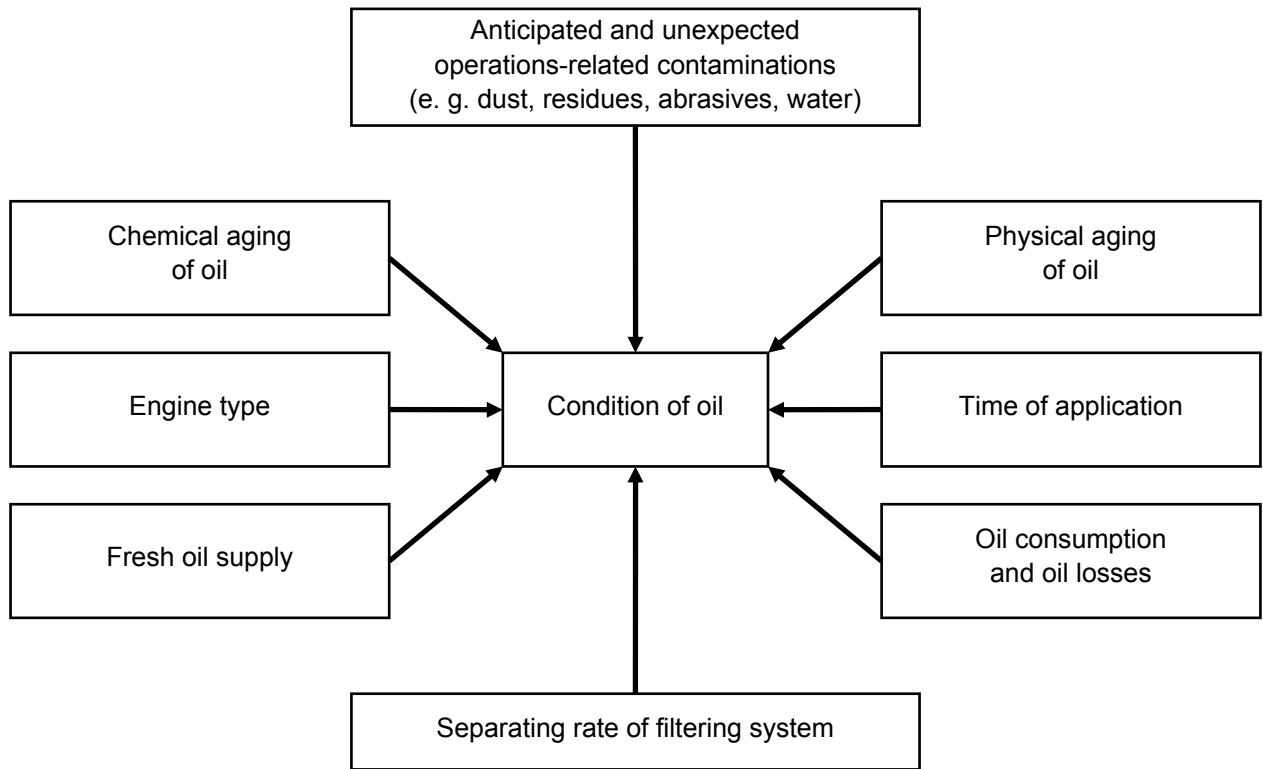 Anticipated and unexpected
operations-related contaminations
(e. g. dust, residues, abrasives, water)
Chemical aging
of oil
Physical aging
of oil
Engine type
Condition of oil
Time of application
Fresh oil supply
Oil consumption
and oil losses
Separating rate of filtering system